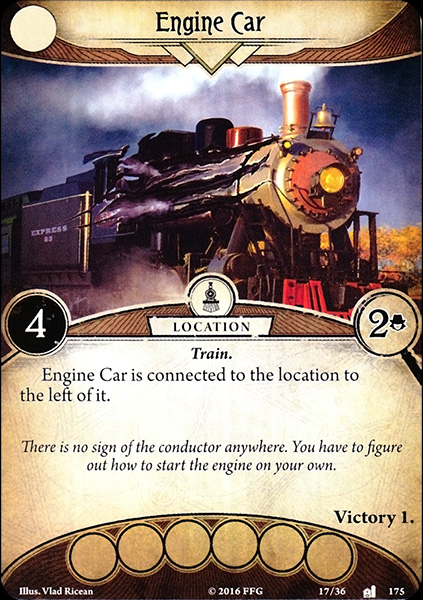 Engine Car
EXPRESS
83
4
LOCATION
2
Train.
Engine Car is connected to the location to
the left of it.
There is no sign of the conductor anywhere. You have to figure
out how to start the engine on your own.
Victory 1.
Illus. Vlad Ricean © 2016 FFG 17/36 175